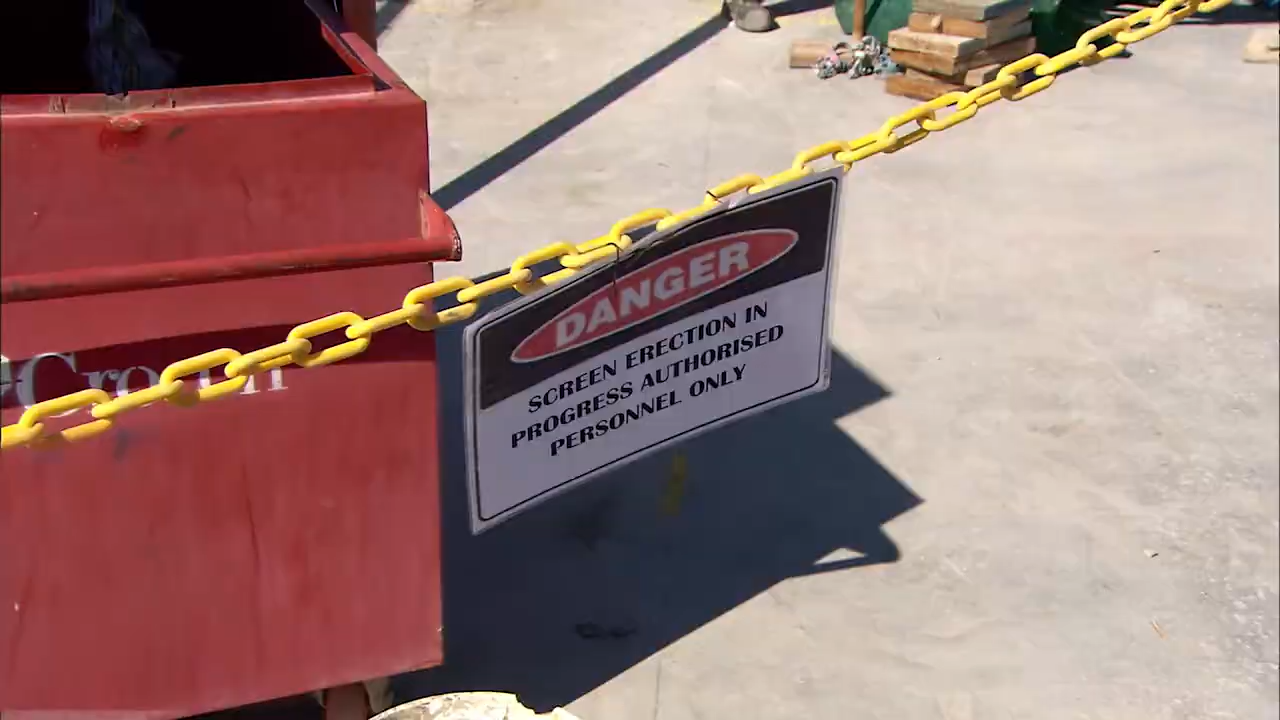 DANGER
SCREEN ERECTION IN
PROGRESS AUTHORISED
PERSONNEL ONLY